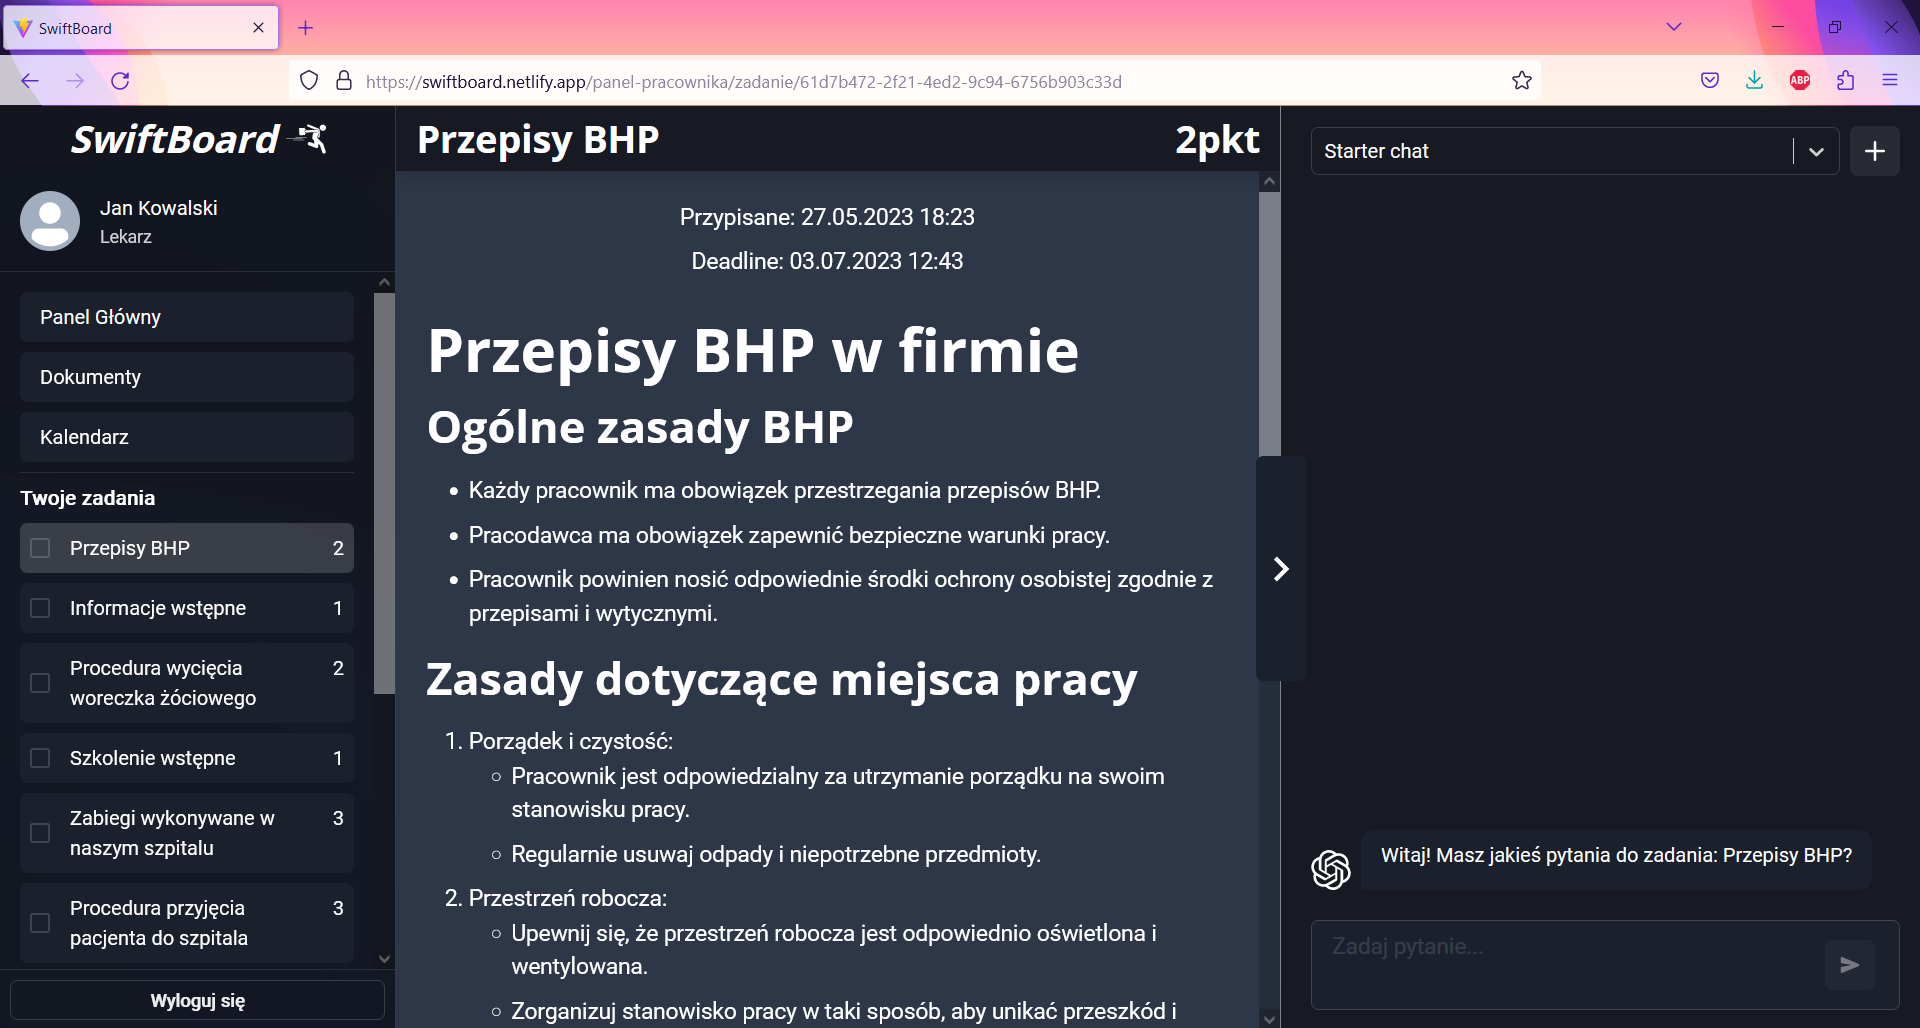 SwiftBoard
https://swiftboard.netlify.app/panel-pracownika/zadanie/61d7b472-2f21-4ed2-9c94-6756b903c33d
ABP
SwiftBoard
Jan Kowalski
Lekarz
Panel Główny
Dokumenty
Kalendarz
Twoje zadania
Przepisy BHP 2
Informacje wstępne 1
Procedura wycięcia 2
woreczka żóciowego
Szkolenie wstępne 1
Zabiegi wykonywane w 3
naszym szpitalu
Procedura przyjęcia 3
pacjenta do szpitala
Wyloguj się
Przepisy BHP 2pkt
Przypisane: 27.05.2023 18:23
Deadline: 03.07.2023 12:43
Przepisy BHP w firmie
Ogólne zasady BHP
• Każdy pracownik ma obowiązek przestrzegania przepisów BHP.
• Pracodawca ma obowiązek zapewnić bezpieczne warunki pracy.
• Pracownik powinien nosić odpowiednie środki ochrony osobistej zgodnie z
przepisami i wytycznymi.
Zasady dotyczące miejsca pracy
1. Porządek i czystość:
◦ Pracownik jest odpowiedzialny za utrzymanie porządku na swoim
stanowisku pracy.
◦ Regularnie usuwaj odpady i niepotrzebne przedmioty.
2. Przestrzeń robocza:
◦ Upewnij się, że przestrzeń robocza jest odpowiednio oświetlona i
wentylowana.
◦ Zorganizuj stanowisko pracy w taki sposób, aby unikać przeszkód i
Starter chat
Witaj! Masz jakieś pytania do zadania: Przepisy BHP?
Zadaj pytanie...